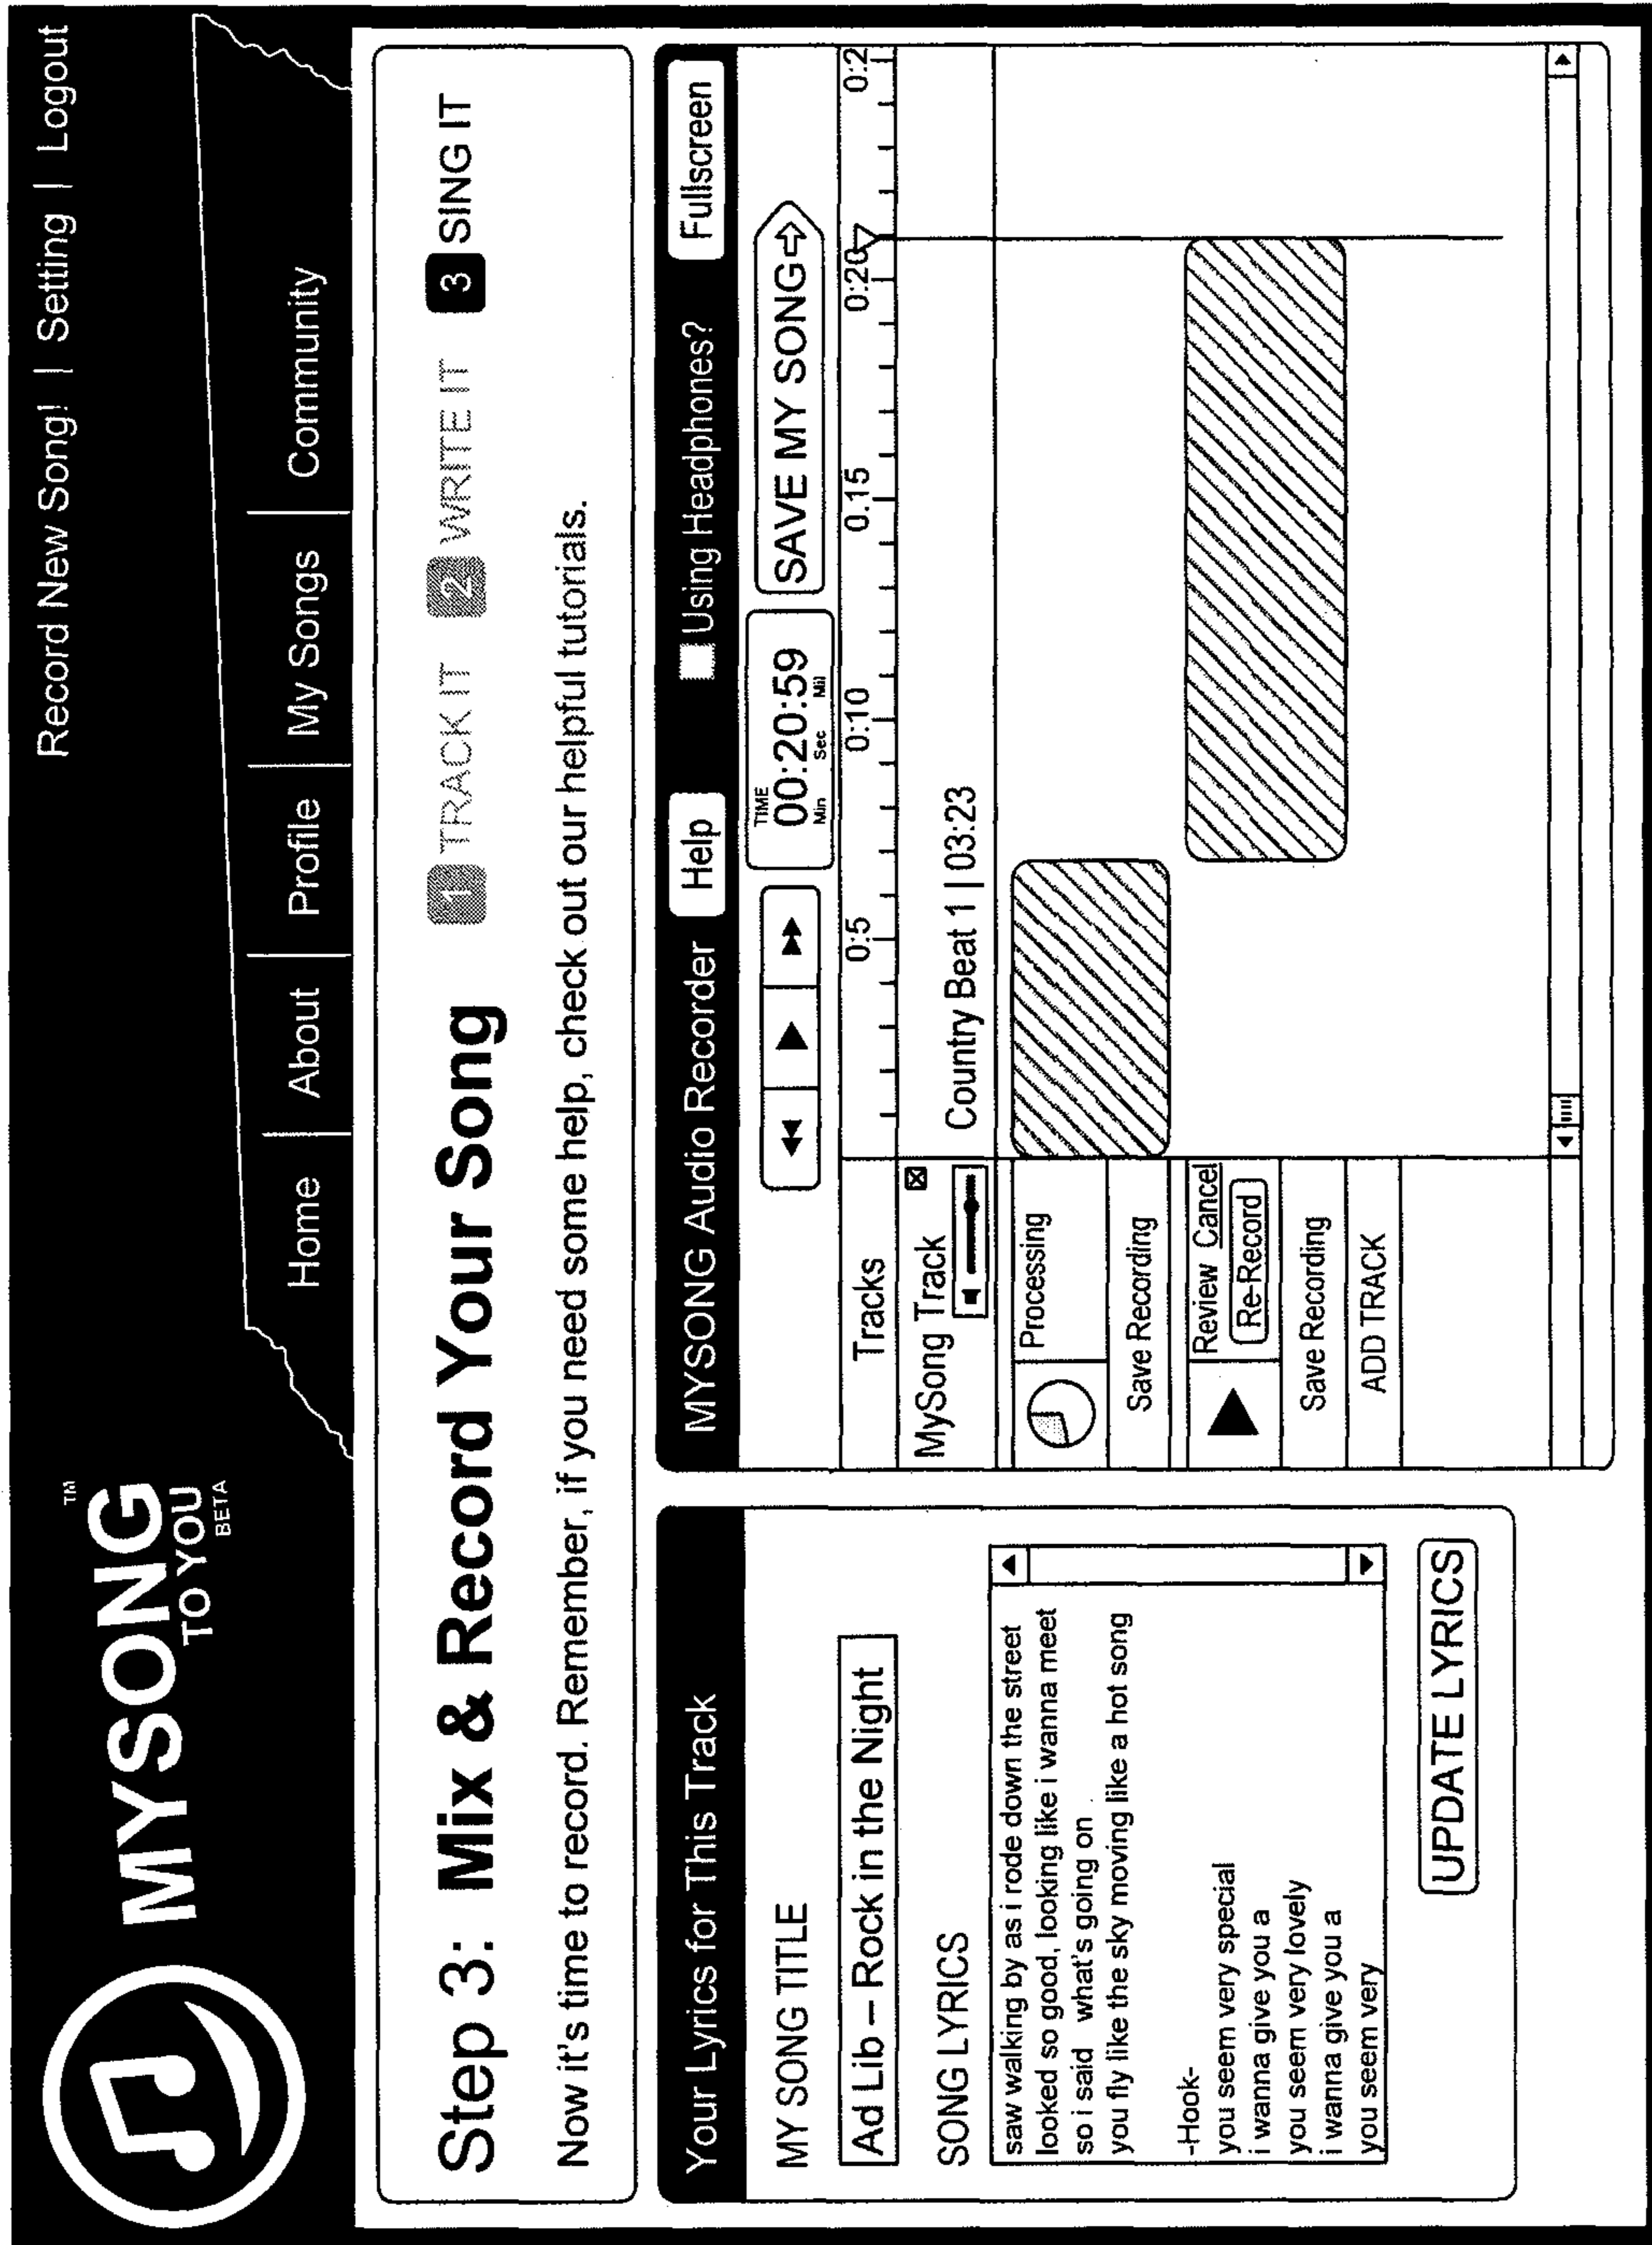 Record New Song! | Setting | Logout
MYSONG™
TO YOU
BETA
Home | About | Profile | My Songs | Community
Step 3: Mix & Record Your Song 1 TRACK IT 2 WRITE IT 3 SING IT
Now it's time to record. Remember, if you need some help, check out our helpful tutorials.
Your Lyrics for This Track
MY SONG TITLE
Ad Lib – Rock in the Night
SONG LYRICS
saw walking by as i rode down the street
looked so good, looking like i wanna meet
so i said what's going on
you fly like the sky moving like a hot song
-Hook-
you seem very special
i wanna give you a
you seem very lovely
i wanna give you a
you seem very
UPDATE LYRICS
MYSONG Audio Recorder Help Using Headphones? Fullscreen
TIME
00:20:59
Min Sec Mil
SAVE MY SONG
Tracks 0:5 0:10 0.15 0:20 0:2
MySong Track Country Beat 1 | 03:23
Processing
Save Recording
Review Cancel
Re-Record
Save Recording
ADD TRACK